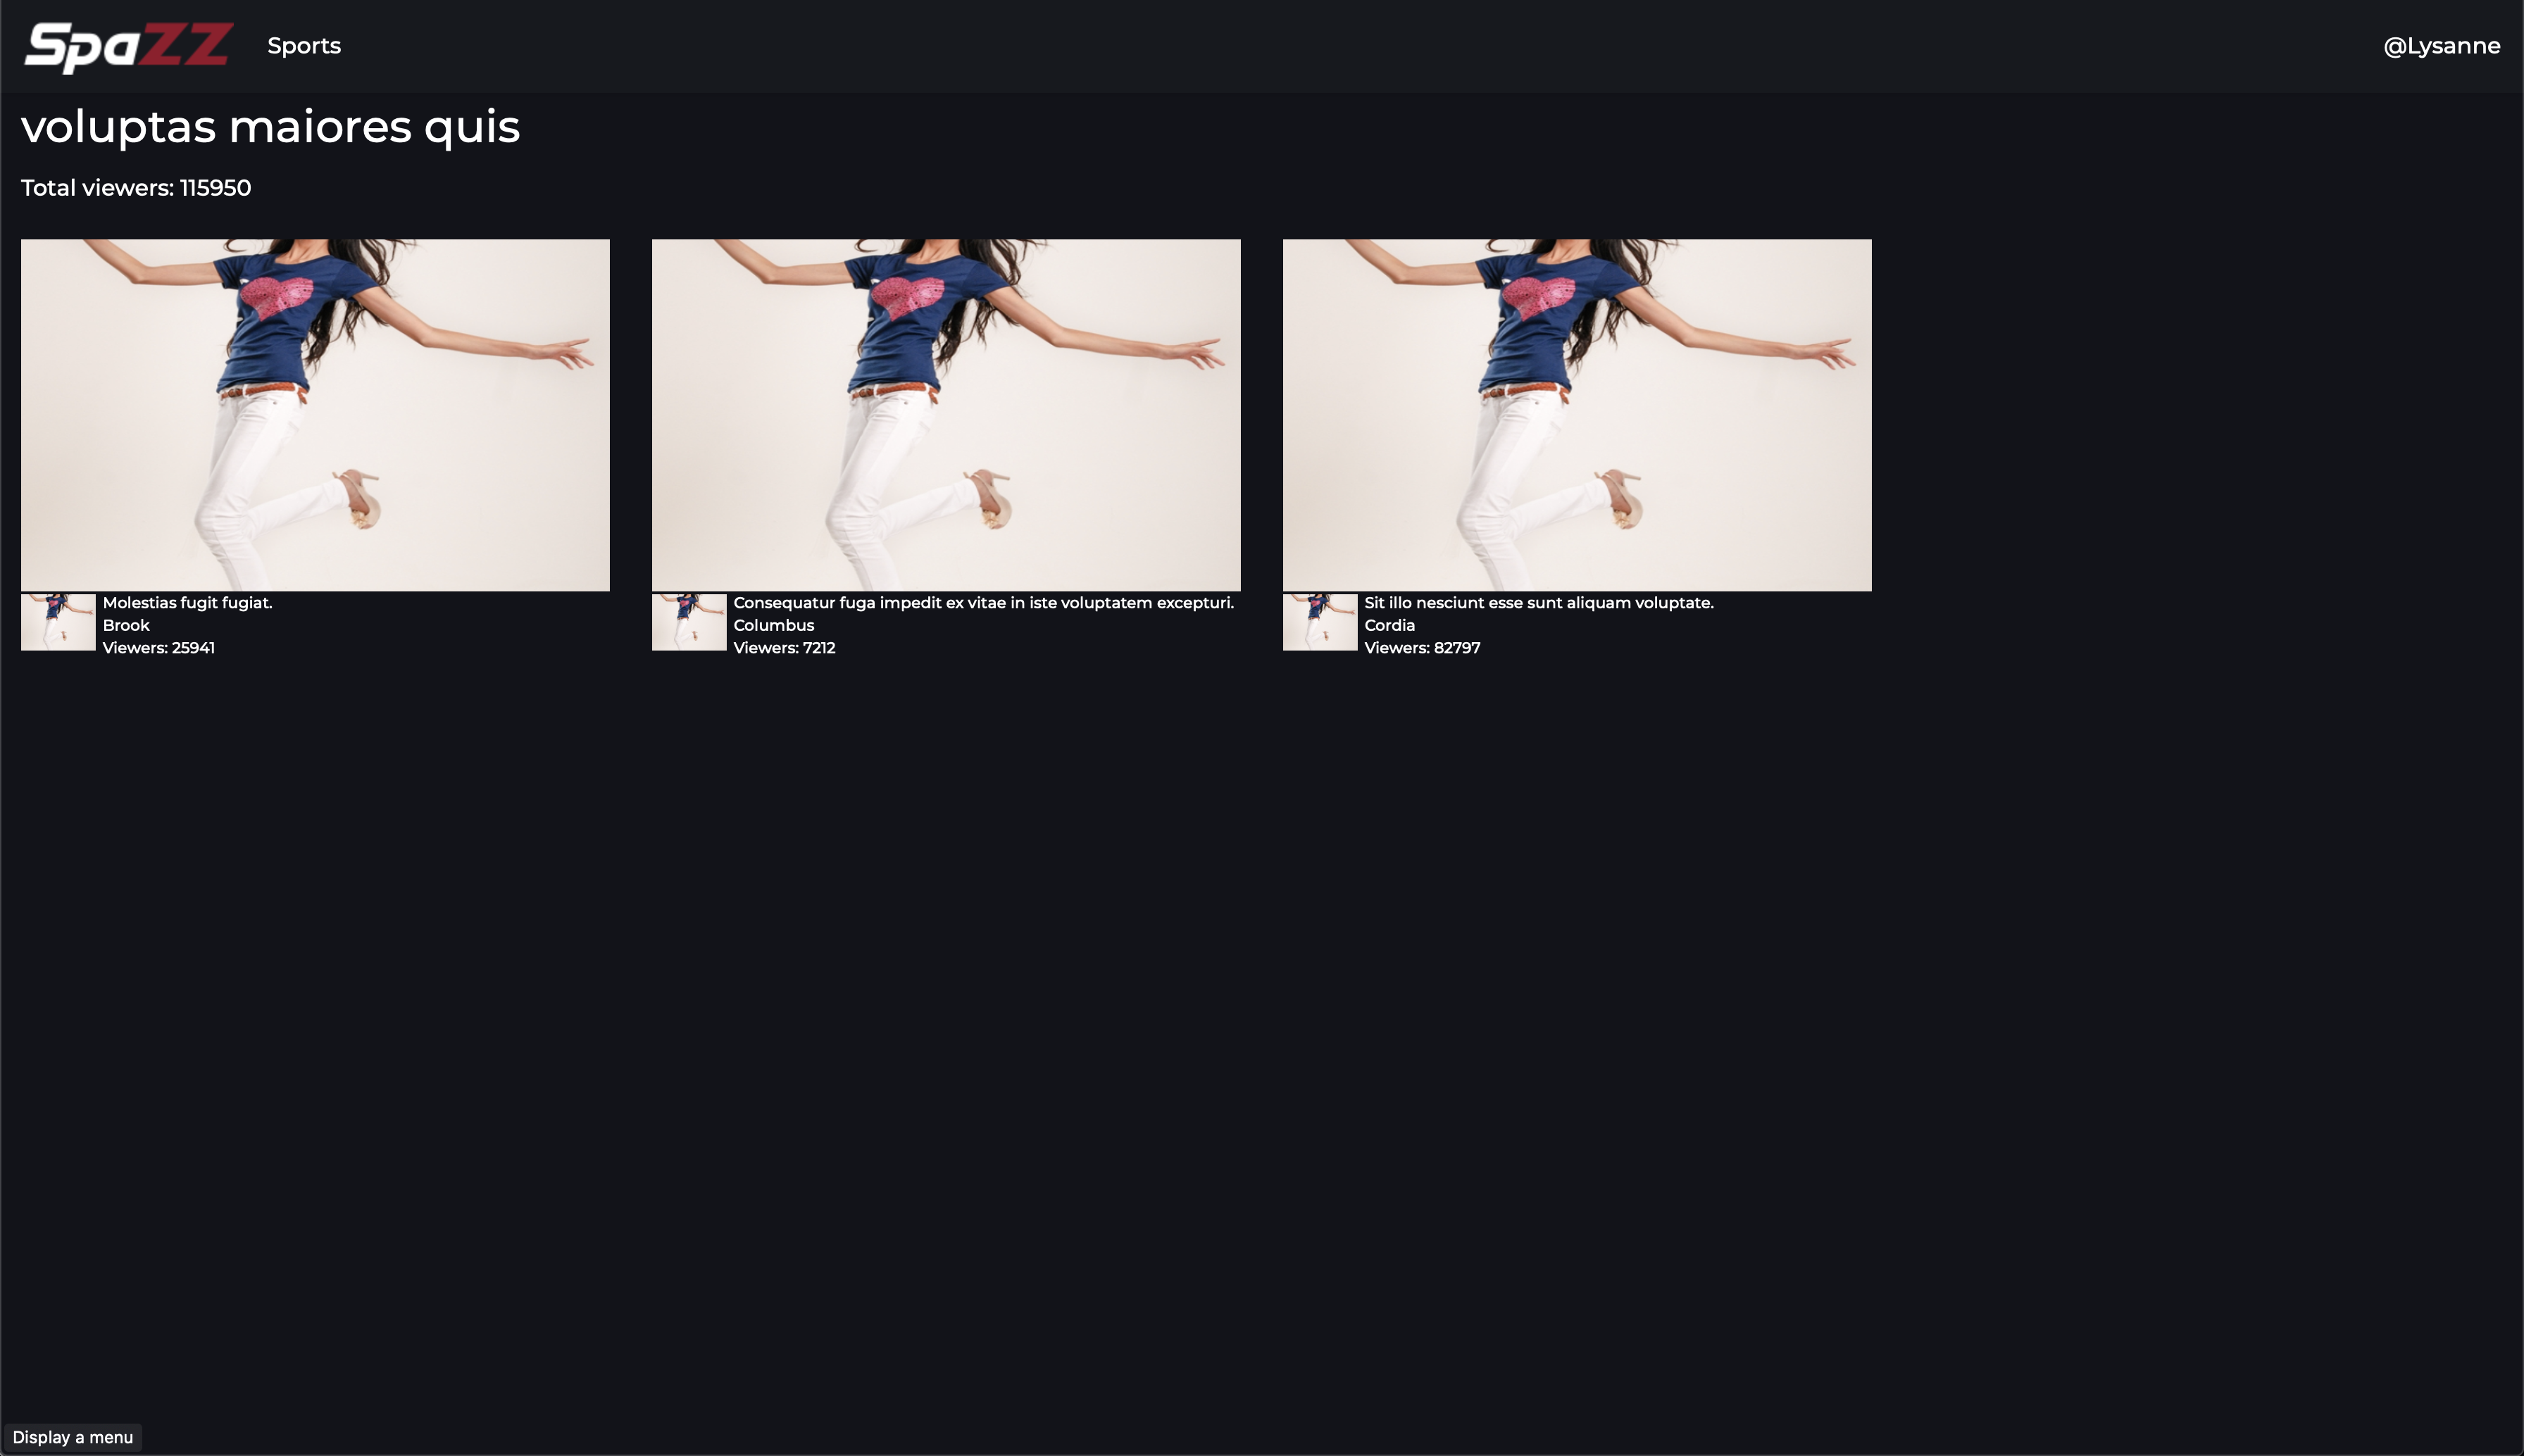 SpaZZ
Sports
@Lysanne
voluptas maiores quis
Total viewers: 115950
Molestias fugit fugiat.
Brook
Viewers: 25941
Consequatur fuga impedit ex vitae in iste voluptatem excepturi.
Columbus
Viewers: 7212
Sit illo nesciunt esse sunt aliquam voluptate.
Cordia
Viewers: 82797
Display a menu